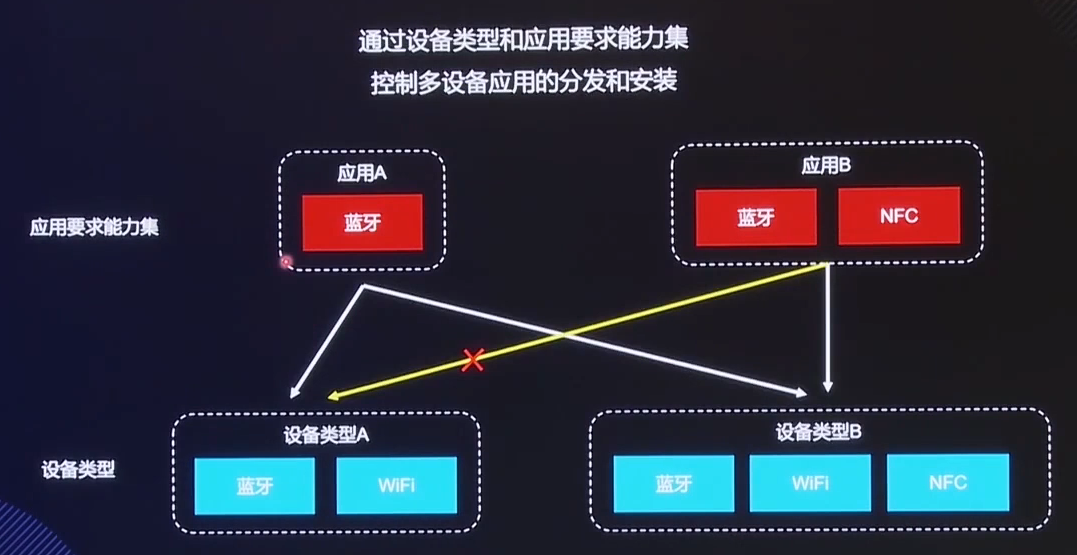 通过设备类型和应用要求能力集
控制多设备应用的分发和安装
应用A
应用B
应用要求能力集
蓝牙
蓝牙
NFC
设备类型A
设备类型B
设备类型
蓝牙
WiFi
蓝牙
WiFi
NFC